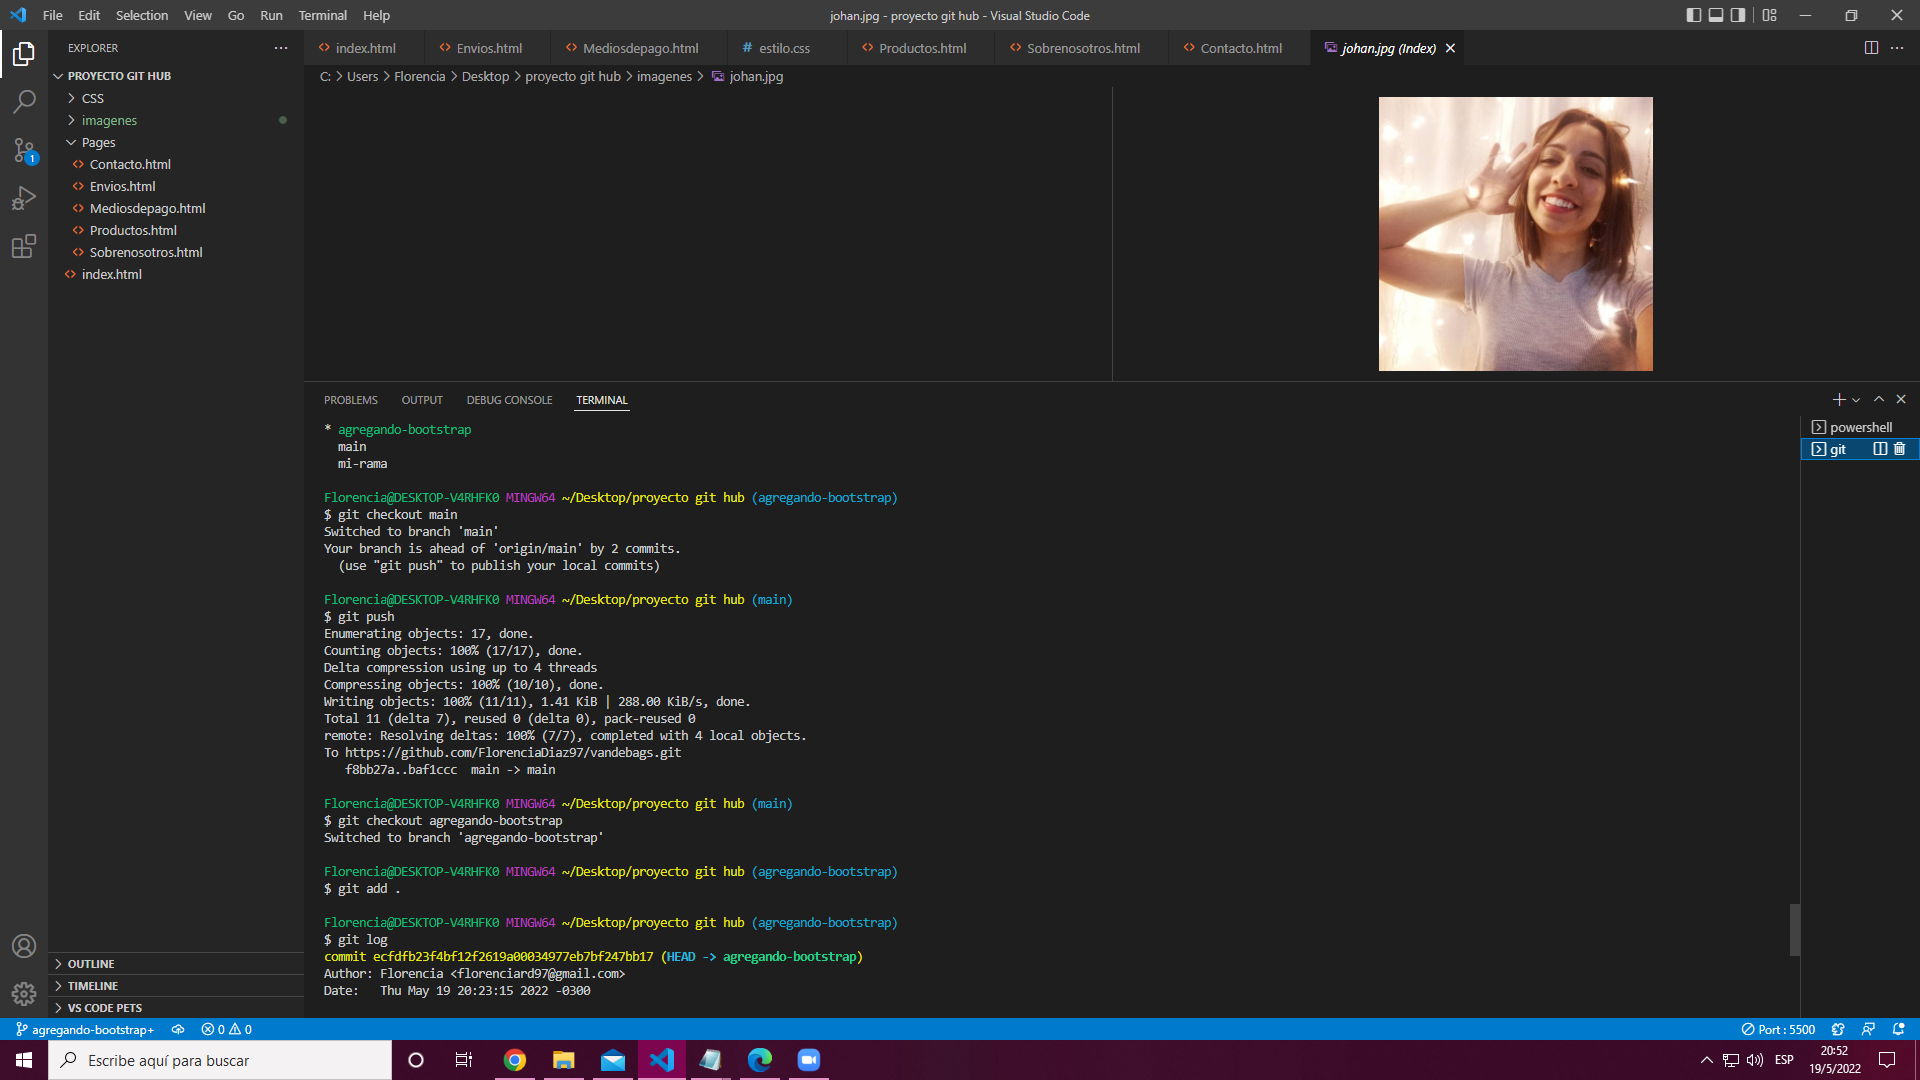 File Edit Selection View Go Run Terminal Help
johan.jpg - proyecto git hub - Visual Studio Code
EXPLORER
PROYECTO GIT HUB
CSS
imagenes
Pages
Contacto.html
Envios.html
Mediosdepago.html
Productos.html
Sobrenosotros.html
index.html
OUTLINE
TIMELINE
VS CODE PETS
1
index.html Envios.html Mediosdepago.html # estilo.css Productos.html Sobrenosotros.html Contacto.html johan.jpg (Index)
C: > Users > Florencia > Desktop > proyecto git hub > imagenes > johan.jpg
PROBLEMS OUTPUT DEBUG CONSOLE TERMINAL
* agregando-bootstrap
main
mi-rama
Florencia@DESKTOP-V4RHFK0 MINGW64 ~/Desktop/proyecto git hub (agregando-bootstrap)
$ git checkout main
Switched to branch 'main'
Your branch is ahead of 'origin/main' by 2 commits.
(use "git push" to publish your local commits)
Florencia@DESKTOP-V4RHFK0 MINGW64 ~/Desktop/proyecto git hub (main)
$ git push
Enumerating objects: 17, done.
Counting objects: 100% (17/17), done.
Delta compression using up to 4 threads
Compressing objects: 100% (10/10), done.
Writing objects: 100% (11/11), 1.41 KiB | 288.00 KiB/s, done.
Total 11 (delta 7), reused 0 (delta 0), pack-reused 0
remote: Resolving deltas: 100% (7/7), completed with 4 local objects.
To https://github.com/FlorenciaDiaz97/vandebags.git
f8bb27a..baf1ccc main -> main
Florencia@DESKTOP-V4RHFK0 MINGW64 ~/Desktop/proyecto git hub (main)
$ git checkout agregando-bootstrap
Switched to branch 'agregando-bootstrap'
Florencia@DESKTOP-V4RHFK0 MINGW64 ~/Desktop/proyecto git hub (agregando-bootstrap)
$ git add .
Florencia@DESKTOP-V4RHFK0 MINGW64 ~/Desktop/proyecto git hub (agregando-bootstrap)
$ git log
commit ecfdfb23f4bf12f2619a00034977eb7bf247bb17 (HEAD -> agregando-bootstrap)
Author: Florencia <florenciard97@gmail.com>
Date: Thu May 19 20:23:15 2022 -0300
powershell
git
agregando-bootstrap+ 0 0
Port : 5500
Escribe aquí para buscar
ESP
20:52
19/5/2022